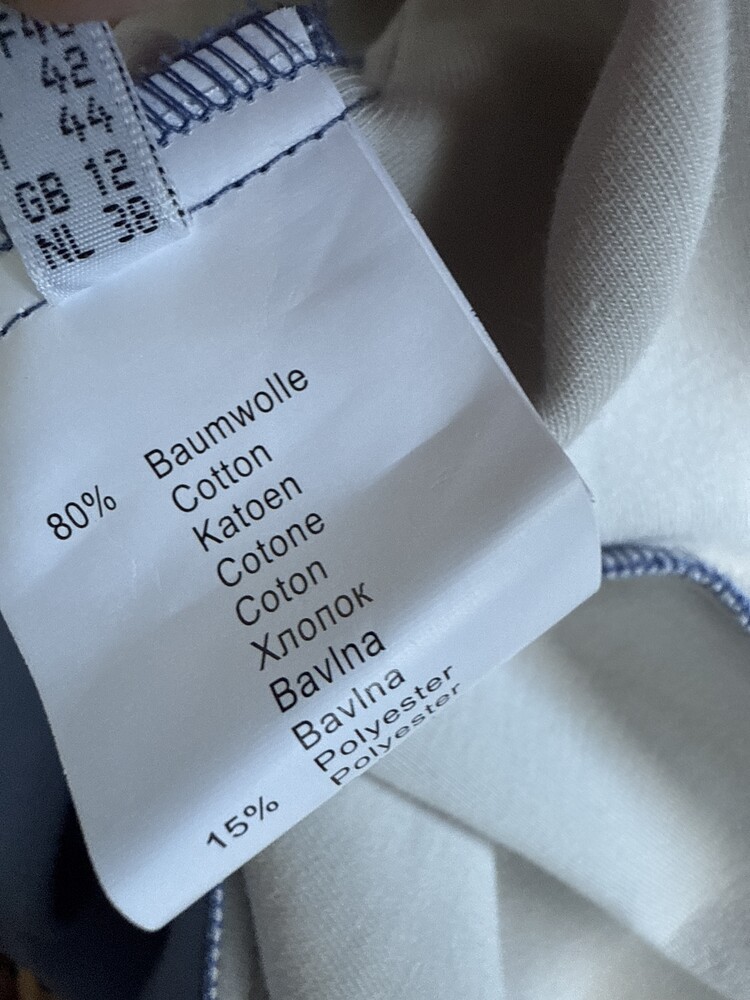 42
44
GB 12
NL 38
80% Baumwolle
Cotton
Katoen
Cotone
Coton
Хлопок
Bavlna
Bavlna
15% Polyester
Polyester